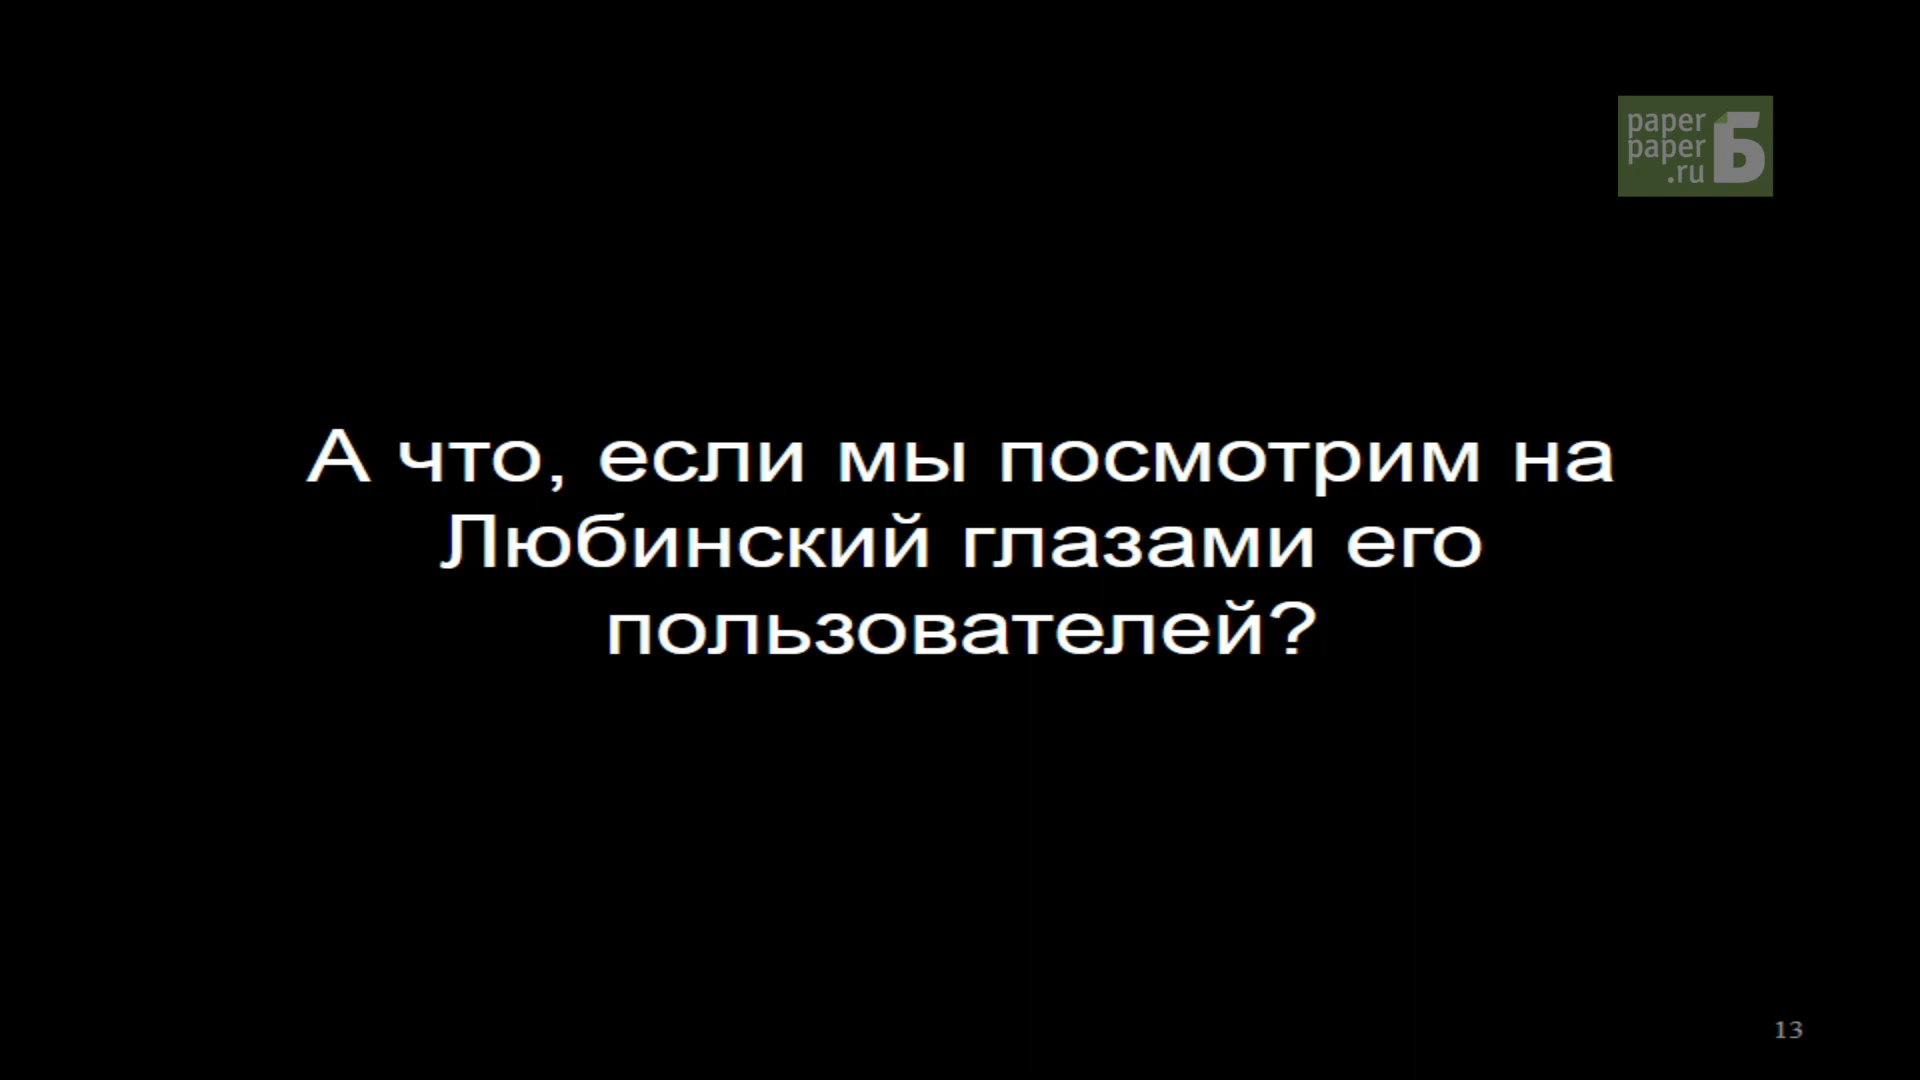 paper
paper
.ru
Б
А что, если мы посмотрим на
Любинский глазами его
пользователей?
13